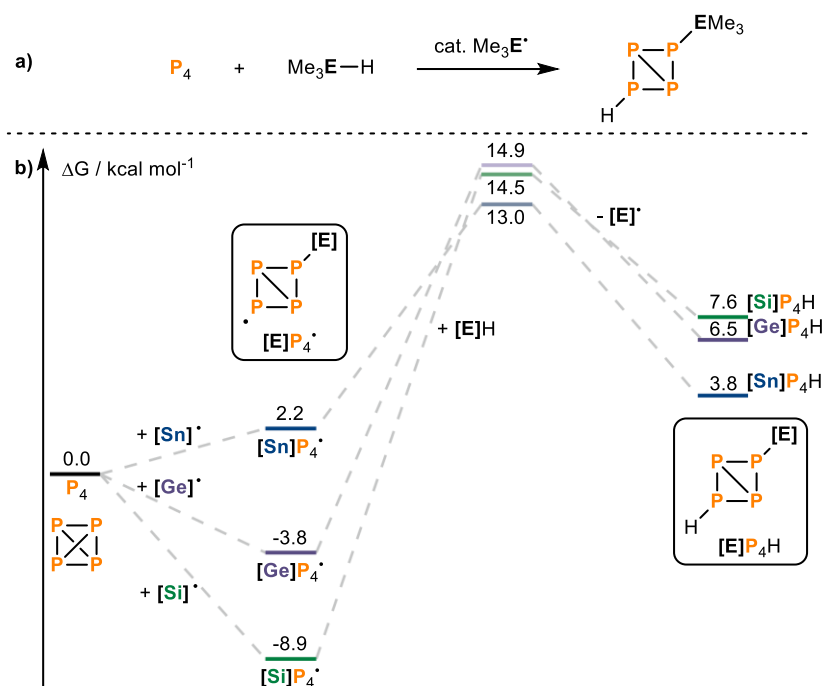 a)
P₄ + Me₃E—H
cat. Me₃E•
P P EMe₃
P P
H
b)
ΔG / kcal mol⁻¹
14.9
14.5
13.0
- [E]•
[E]
P P
P P
•
[E]P₄•
+ [E]H
7.6 [Si]P₄H
6.5 [Ge]P₄H
3.8 [Sn]P₄H
2.2
[Sn]P₄•
+ [Sn]•
0.0
P₄
+ [Ge]•
P P
P P
-3.8
[Ge]P₄•
+ [Si]•
-8.9
[Si]P₄•
[E]
P P
P P
H
[E]P₄H